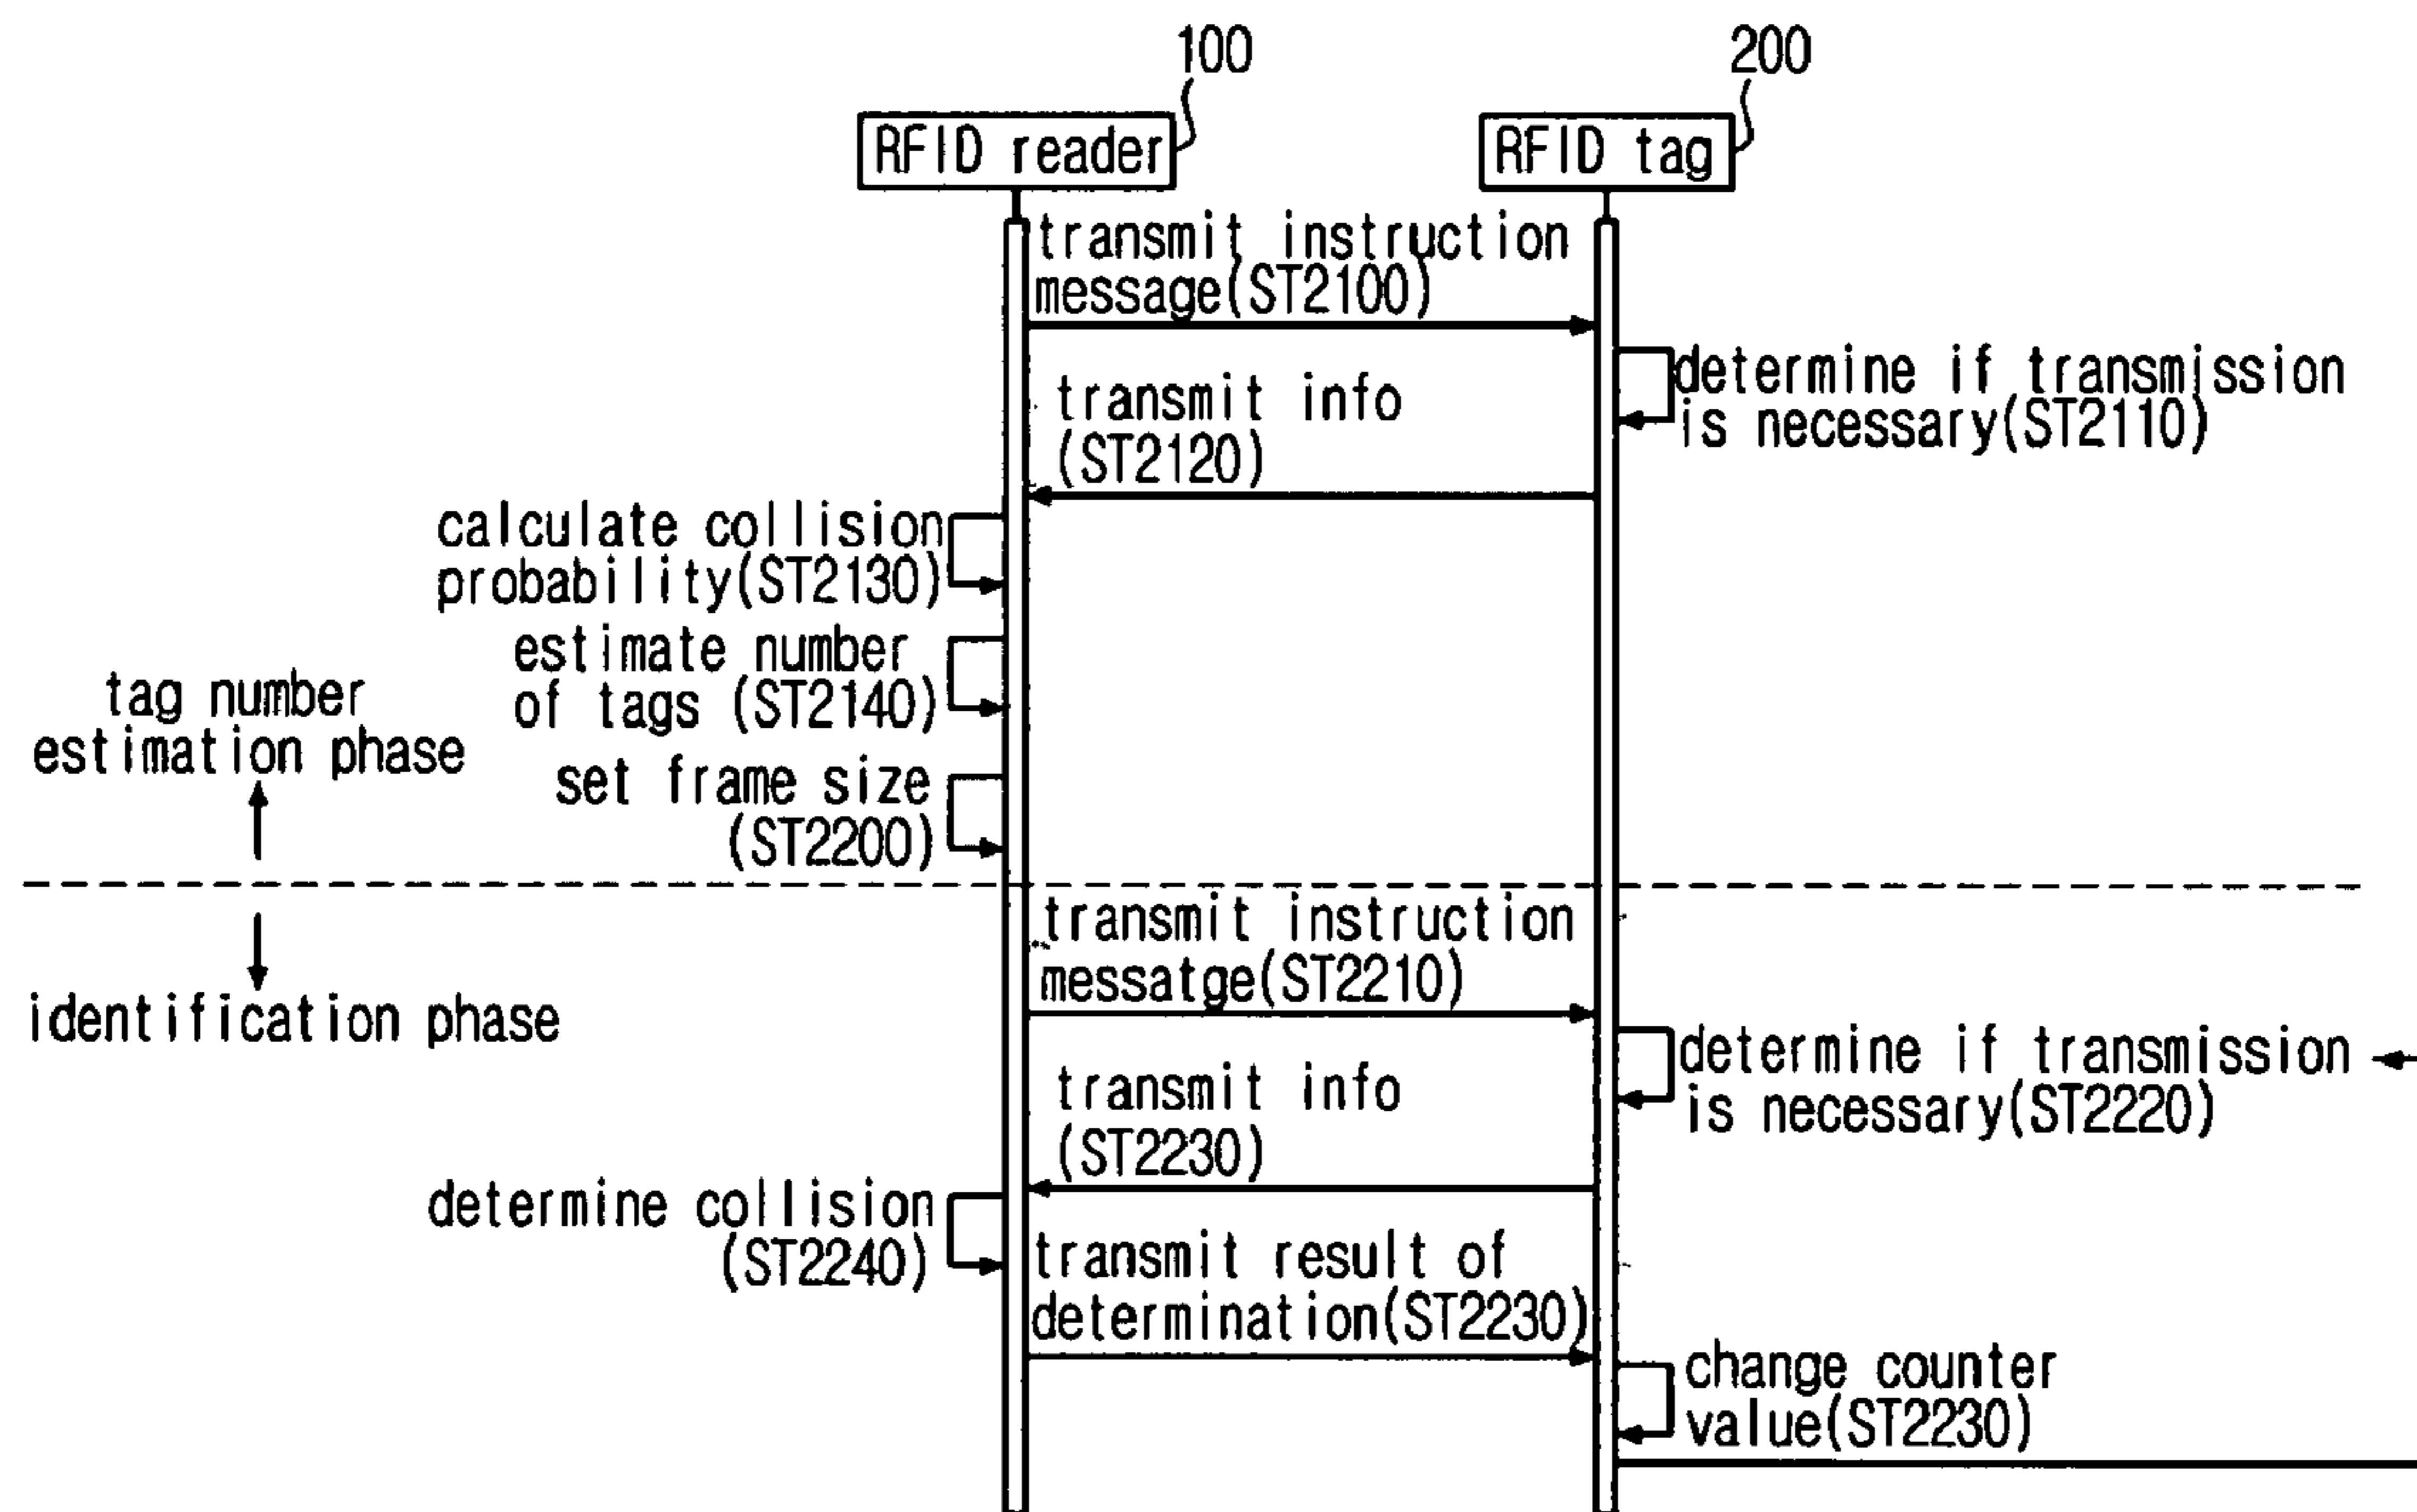 100
200
RFID reader
RFID tag
transmit instruction
message(ST2100)
determine if transmission
is necessary(ST2110)
transmit info
(ST2120)
calculate collision
probability(ST2130)
estimate number
of tags (ST2140)
tag number
estimation phase
set frame size
(ST2200)
transmit instruction
messatge(ST2210)
identification phase
determine if transmission
is necessary(ST2220)
transmit info
(ST2230)
determine collision
(ST2240)
transmit result of
determination(ST2230)
change counter
value(ST2230)